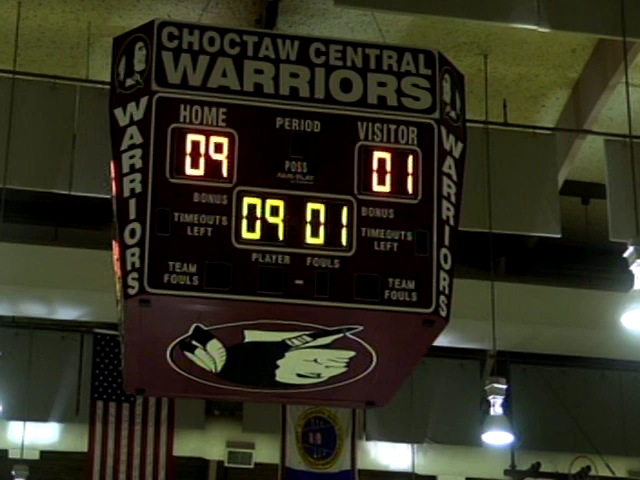 CHOCTAW CENTRAL
WARRIORS
WARRIORS
HOME
PERIOD
VISITOR
09
POSS
01
BONUS
09 01
BONUS
TIMEOUTS
LEFT
TIMEOUTS
LEFT
PLAYER FOULS
TEAM
FOULS
TEAM
FOULS
WARRIORS